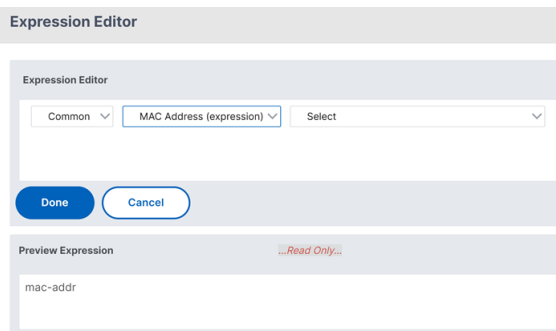 Expression Editor
Expression Editor
Common MAC Address (expression) Select
Done Cancel
Preview Expression ...Read Only...
mac-addr